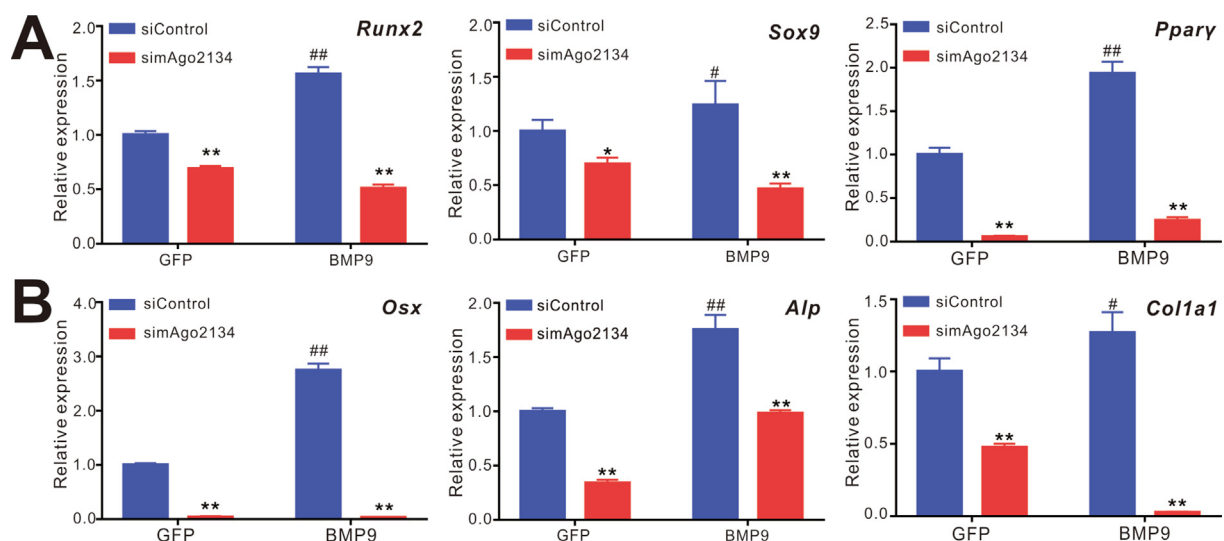 A
Relative expression
2.0
1.5
1.0
0.5
0.0
siControl
simAgo2134
Runx2
**
##
**
GFP
BMP9
Relative expression
2.0
1.5
1.0
0.5
0.0
siControl
simAgo2134
Sox9
*
#
**
GFP
BMP9
Relative expression
2.5
2.0
1.5
1.0
0.5
0.0
siControl
simAgo2134
Pparγ
**
##
**
GFP
BMP9
B
Relative expression
4.0
3.0
2.0
1.0
0.0
siControl
simAgo2134
Osx
**
##
**
GFP
BMP9
Relative expression
2.0
1.5
1.0
0.5
0.0
siControl
simAgo2134
Alp
**
##
**
GFP
BMP9
Relative expression
1.5
1.0
0.5
0.0
siControl
simAgo2134
Col1a1
**
#
**
GFP
BMP9